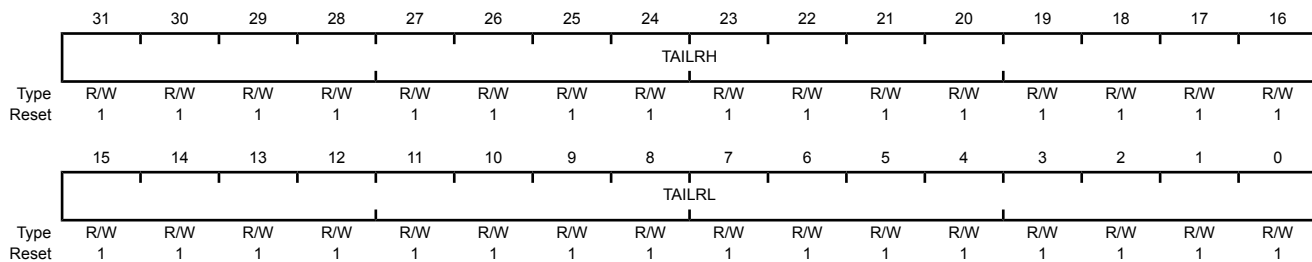 31 30 29 28 27 26 25 24 23 22 21 20 19 18 17 16
TAILRH
Type R/W R/W R/W R/W R/W R/W R/W R/W R/W R/W R/W R/W R/W R/W R/W R/W
Reset 1 1 1 1 1 1 1 1 1 1 1 1 1 1 1 1
15 14 13 12 11 10 9 8 7 6 5 4 3 2 1 0
TAILRL
Type R/W R/W R/W R/W R/W R/W R/W R/W R/W R/W R/W R/W R/W R/W R/W R/W
Reset 1 1 1 1 1 1 1 1 1 1 1 1 1 1 1 1